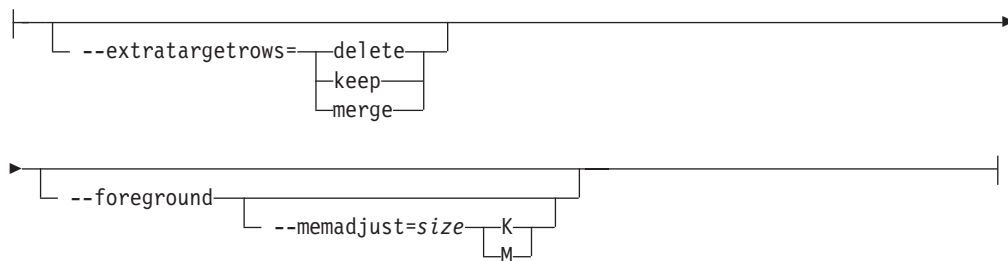 --extratargetrows= delete
keep
merge
--foreground
--memadjust=size K
M